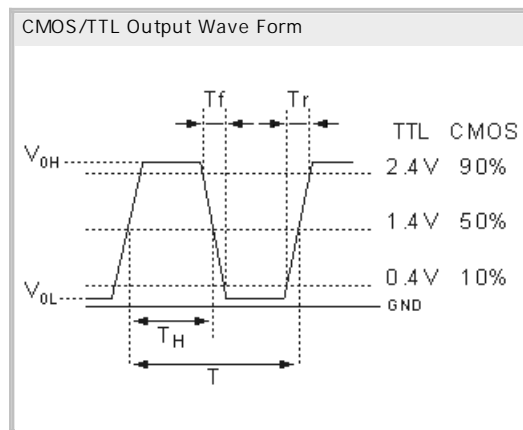 CMOS/TTL Output Wave Form
Tf Tr
TTL CMOS
V0H
2.4V 90%
1.4V 50%
0.4V 10%
V0L
GND
TH
T